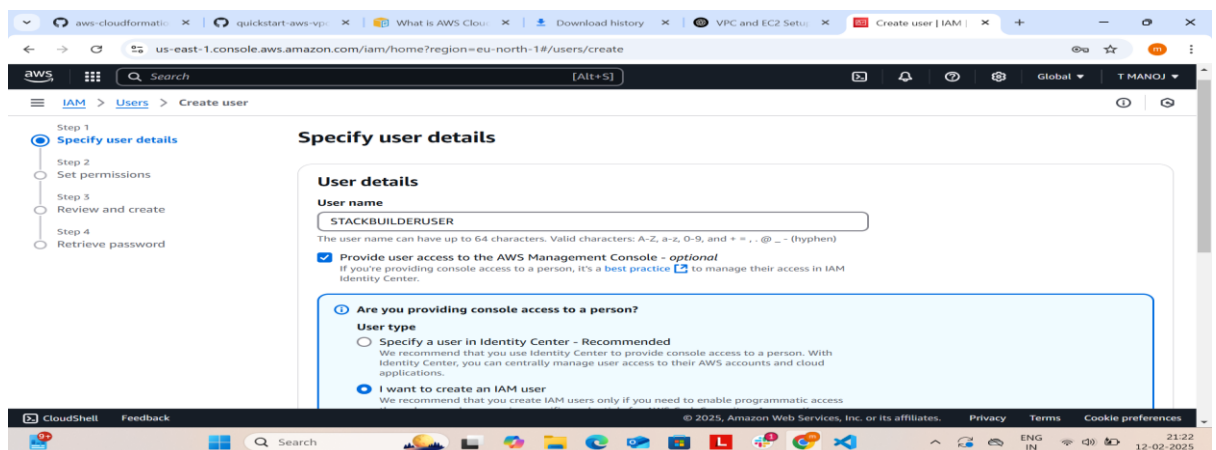 aws-cloudformatic
quickstart-aws-vpc
What is AWS Clou
Download history
VPC and EC2 Setu
Create user | IAM |
us-east-1.console.aws.amazon.com/iam/home?region=eu-north-1#/users/create
m
aws
Search
[Alt+S]
Global
T MANOJ
IAM > Users > Create user
Step 1
Specify user details
Step 2
Set permissions
Step 3
Review and create
Step 4
Retrieve password
Specify user details
User details
User name
STACKBUILDERUSER
The user name can have up to 64 characters. Valid characters: A-Z, a-z, 0-9, and + = , . @ _ - (hyphen)
Provide user access to the AWS Management Console - optional
If you're providing console access to a person, it's a best practice to manage their access in IAM
Identity Center.
Are you providing console access to a person?
User type
Specify a user in Identity Center - Recommended
We recommend that you use Identity Center to provide console access to a person. With
Identity Center, you can centrally manage user access to their AWS accounts and cloud
applications.
I want to create an IAM user
We recommend that you create IAM users only if you need to enable programmatic access
CloudShell
Feedback
© 2025, Amazon Web Services, Inc. or its affiliates.
Privacy
Terms
Cookie preferences
Search
ENG
IN
21:22
12-02-2025